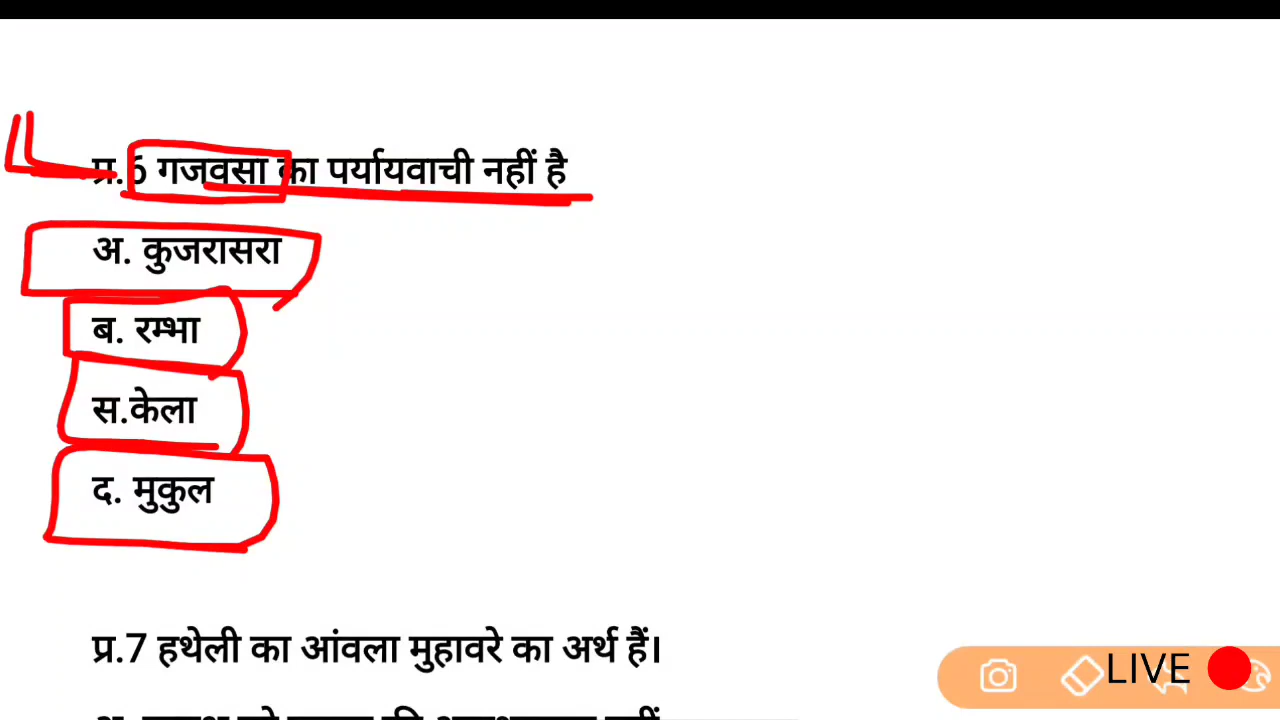 प्र.6 गजवसा का पर्यायवाची नहीं है
अ. कुजरासरा
ब. रम्भा
स.केला
द. मुकुल
प्र.7 हथेली का आंवला मुहावरे का अर्थ हैं।
LIVE